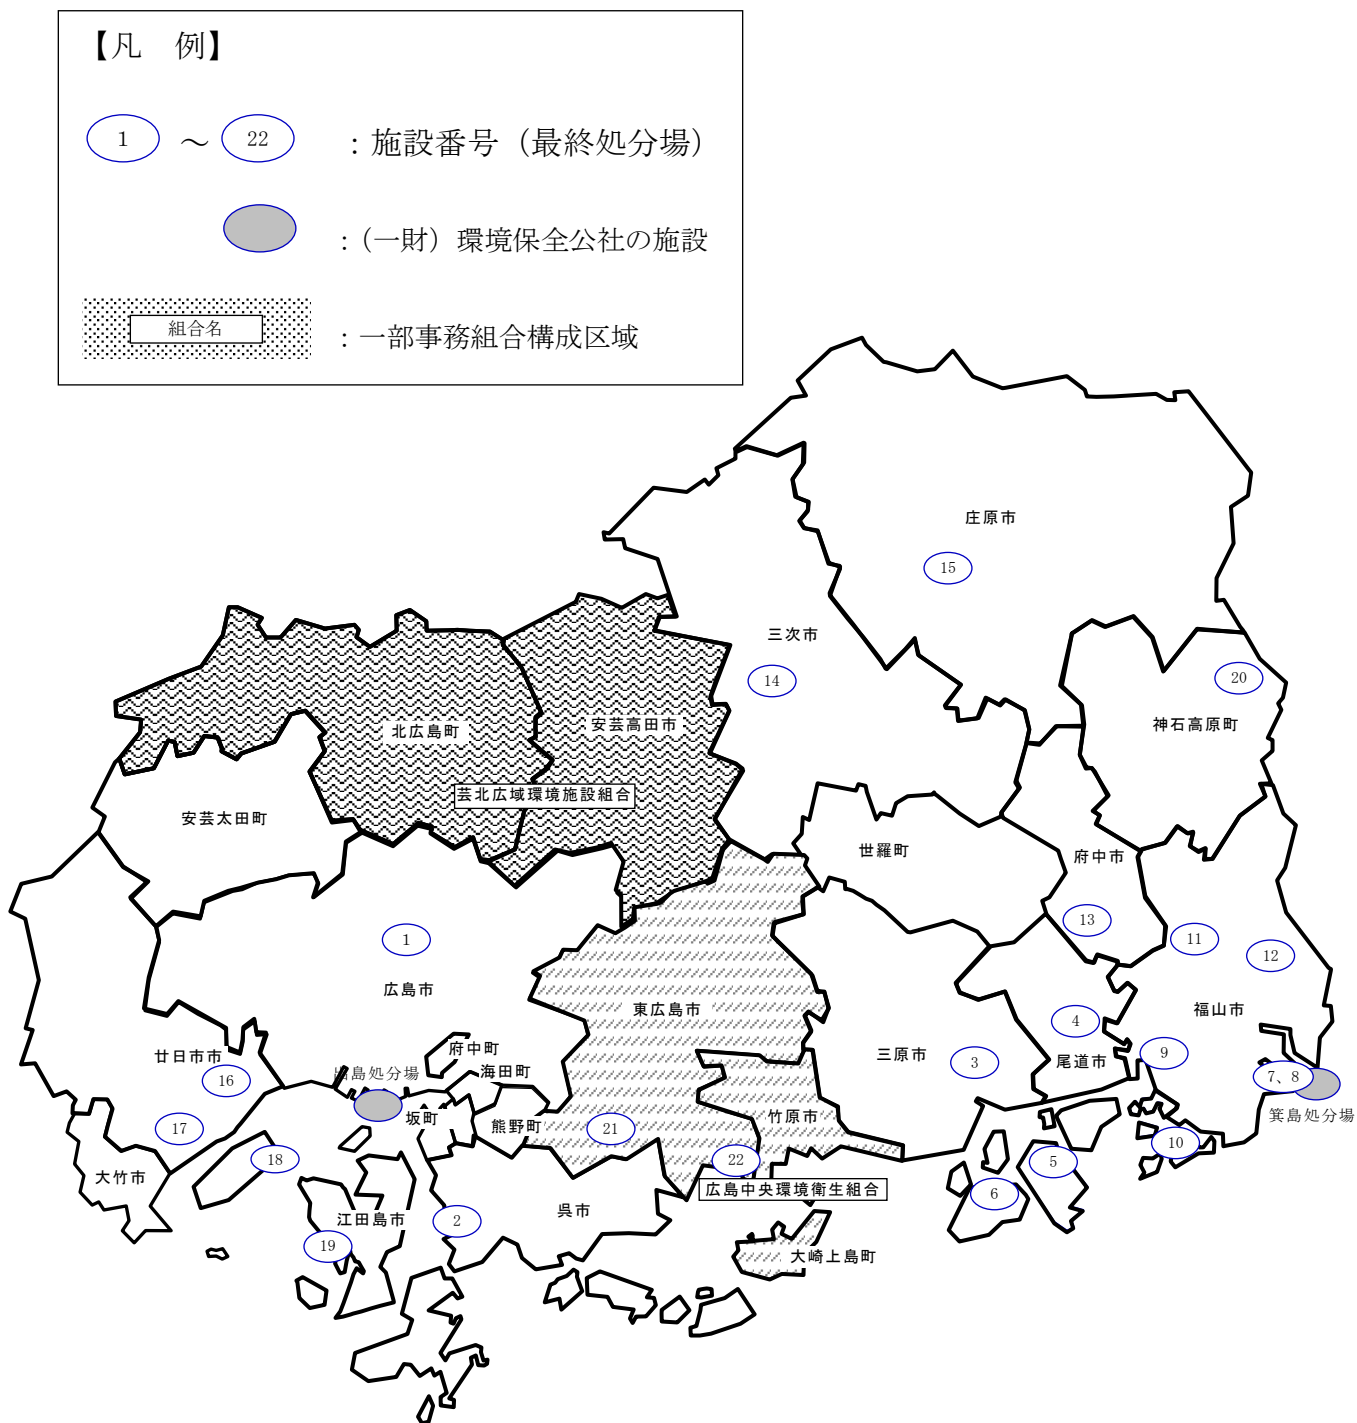 【凡　例】
1 ～ 22 ：施設番号（最終処分場）
：（一財）環境保全公社の施設
組合名 ：一部事務組合構成区域
庄原市
15
三次市
14
20
神石高原町
北広島町
安芸高田市
芸北広域環境施設組合
安芸太田町
世羅町
府中市
13
11
12
1
広島市
東広島市
福山市
4
尾道市
三原市
3
9
7、8
箕島処分場
府中町
海田町
出島処分場
廿日市市
16
坂町
熊野町
竹原市
17
21
10
大竹市
18
22
5
広島中央環境衛生組合
6
江田島市
2
呉市
19
大崎上島町